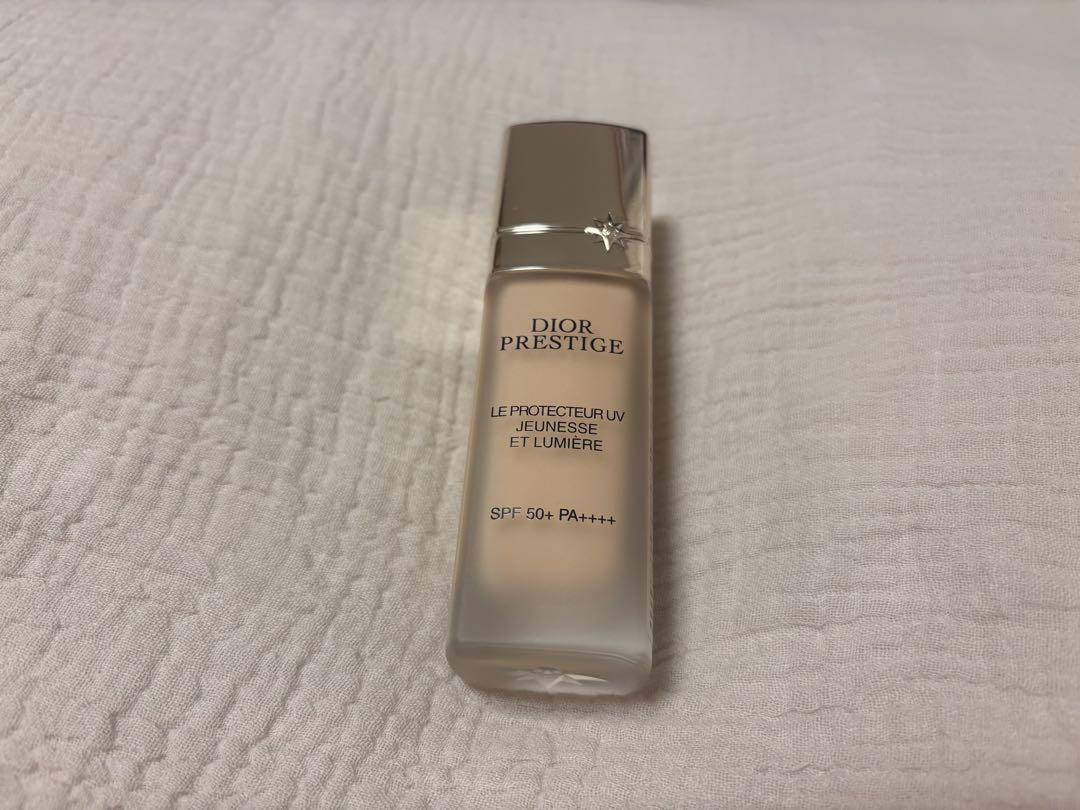 DIOR
PRESTIGE
LE PROTECTEUR UV
JEUNESSE
ET LUMIÈRE
SPF 50+ PA++++